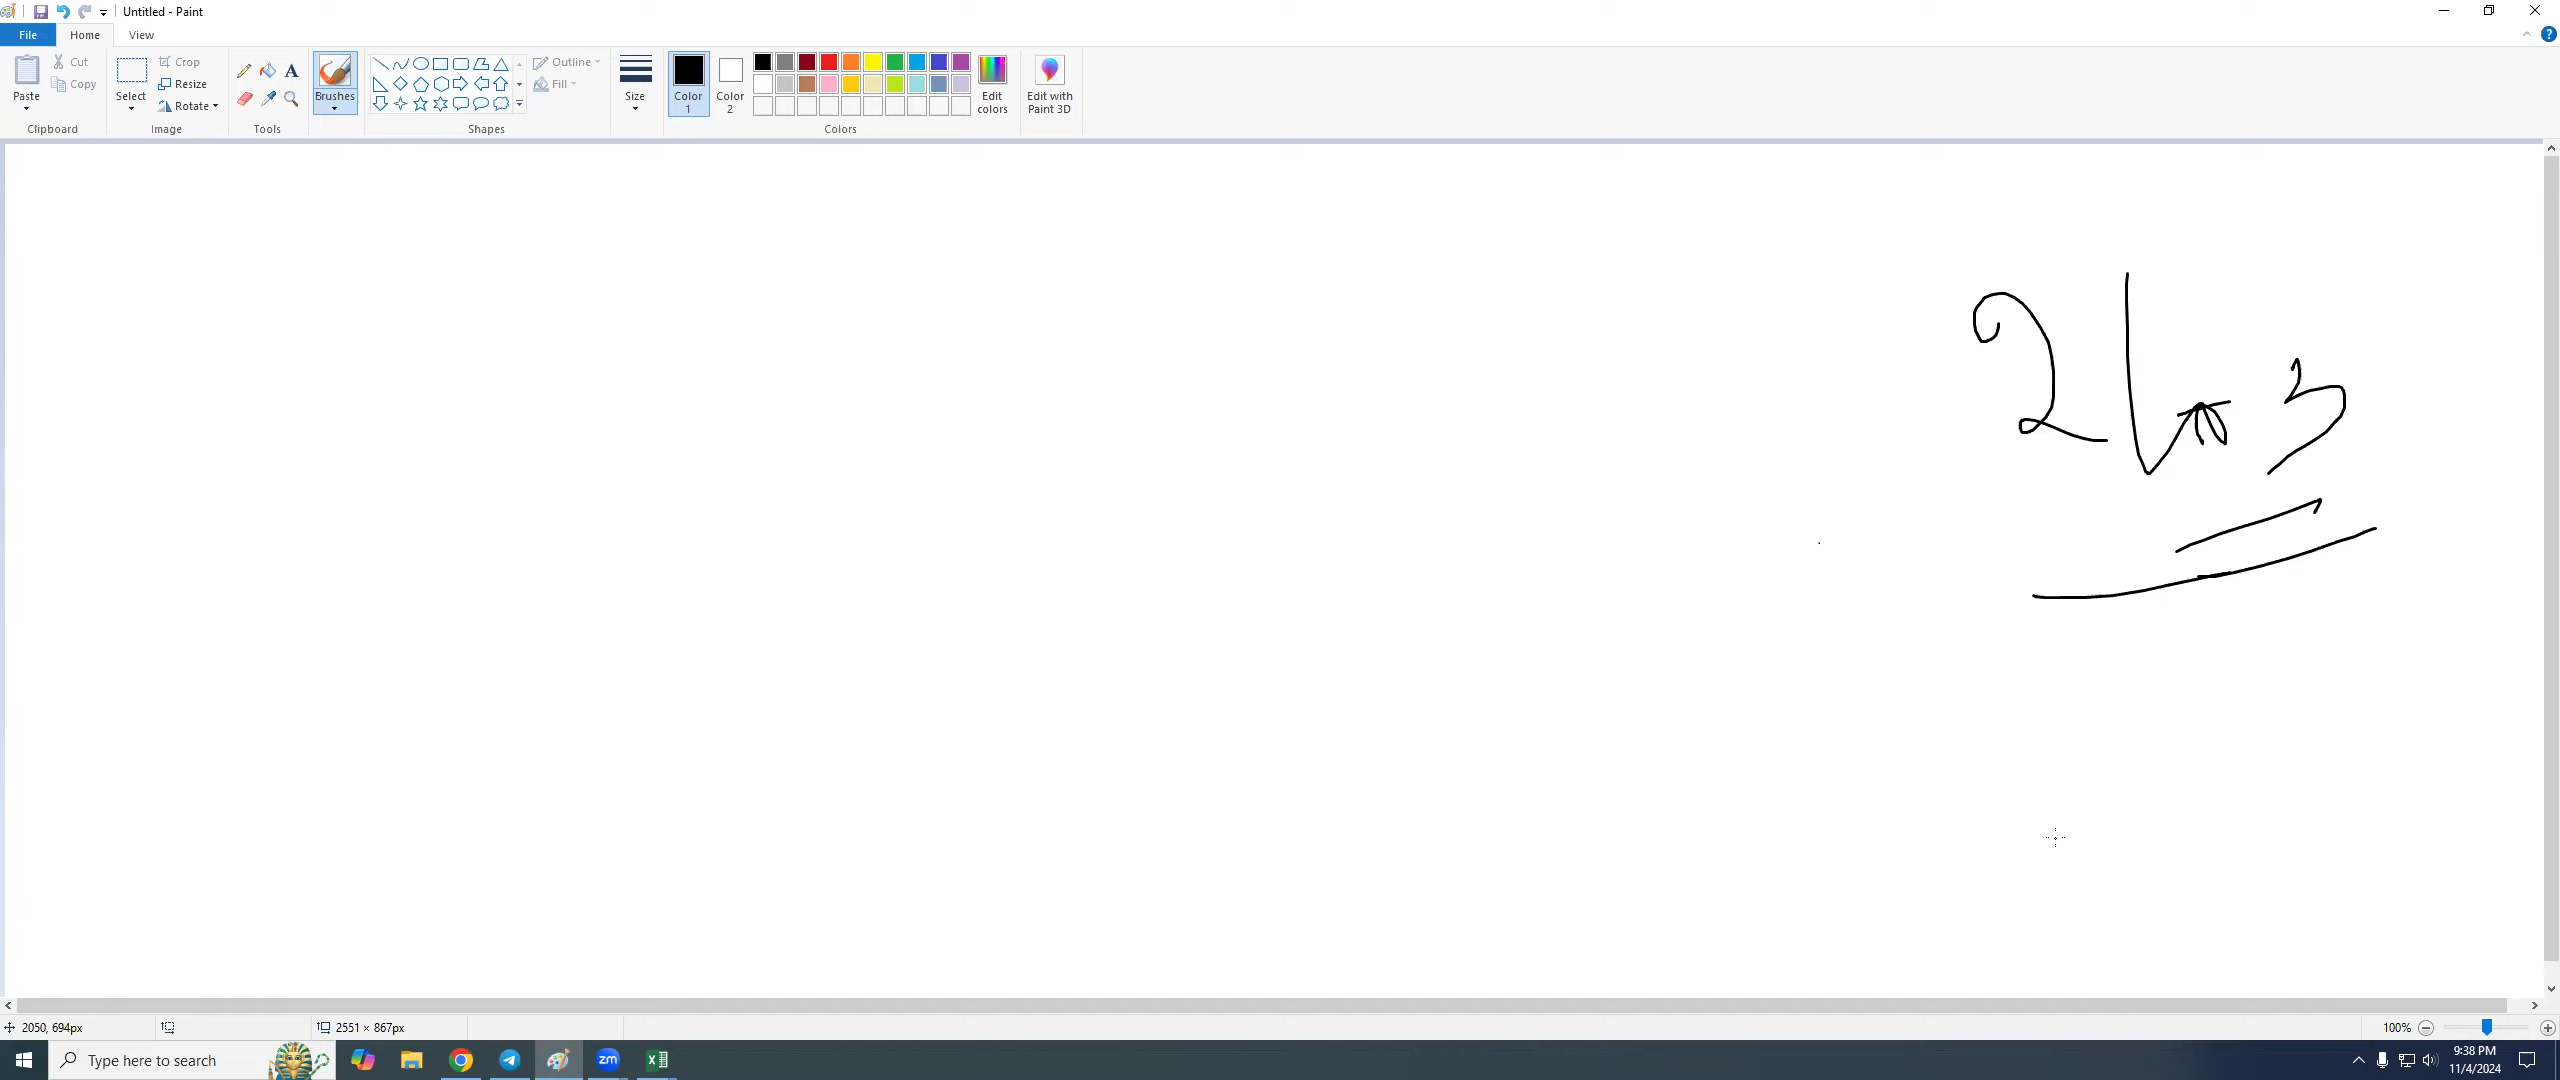 Untitled - Paint
File Home View
Paste
Cut
Copy
Clipboard
Select
Crop
Resize
Rotate
Image
Tools
Brushes
Shapes
Outline
Fill
Size
Color 1
Color 2
Colors
Edit colors
Edit with Paint 3D
2050, 694px
2551 × 867px
100%
Type here to search
zm
9:38 PM
11/4/2024